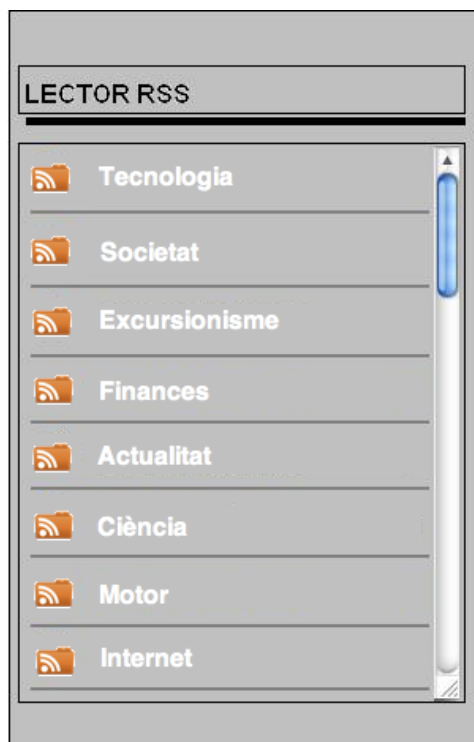 LECTOR RSS
Tecnologia
Societat
Excursionisme
Finances
Actualitat
Ciència
Motor
Internet